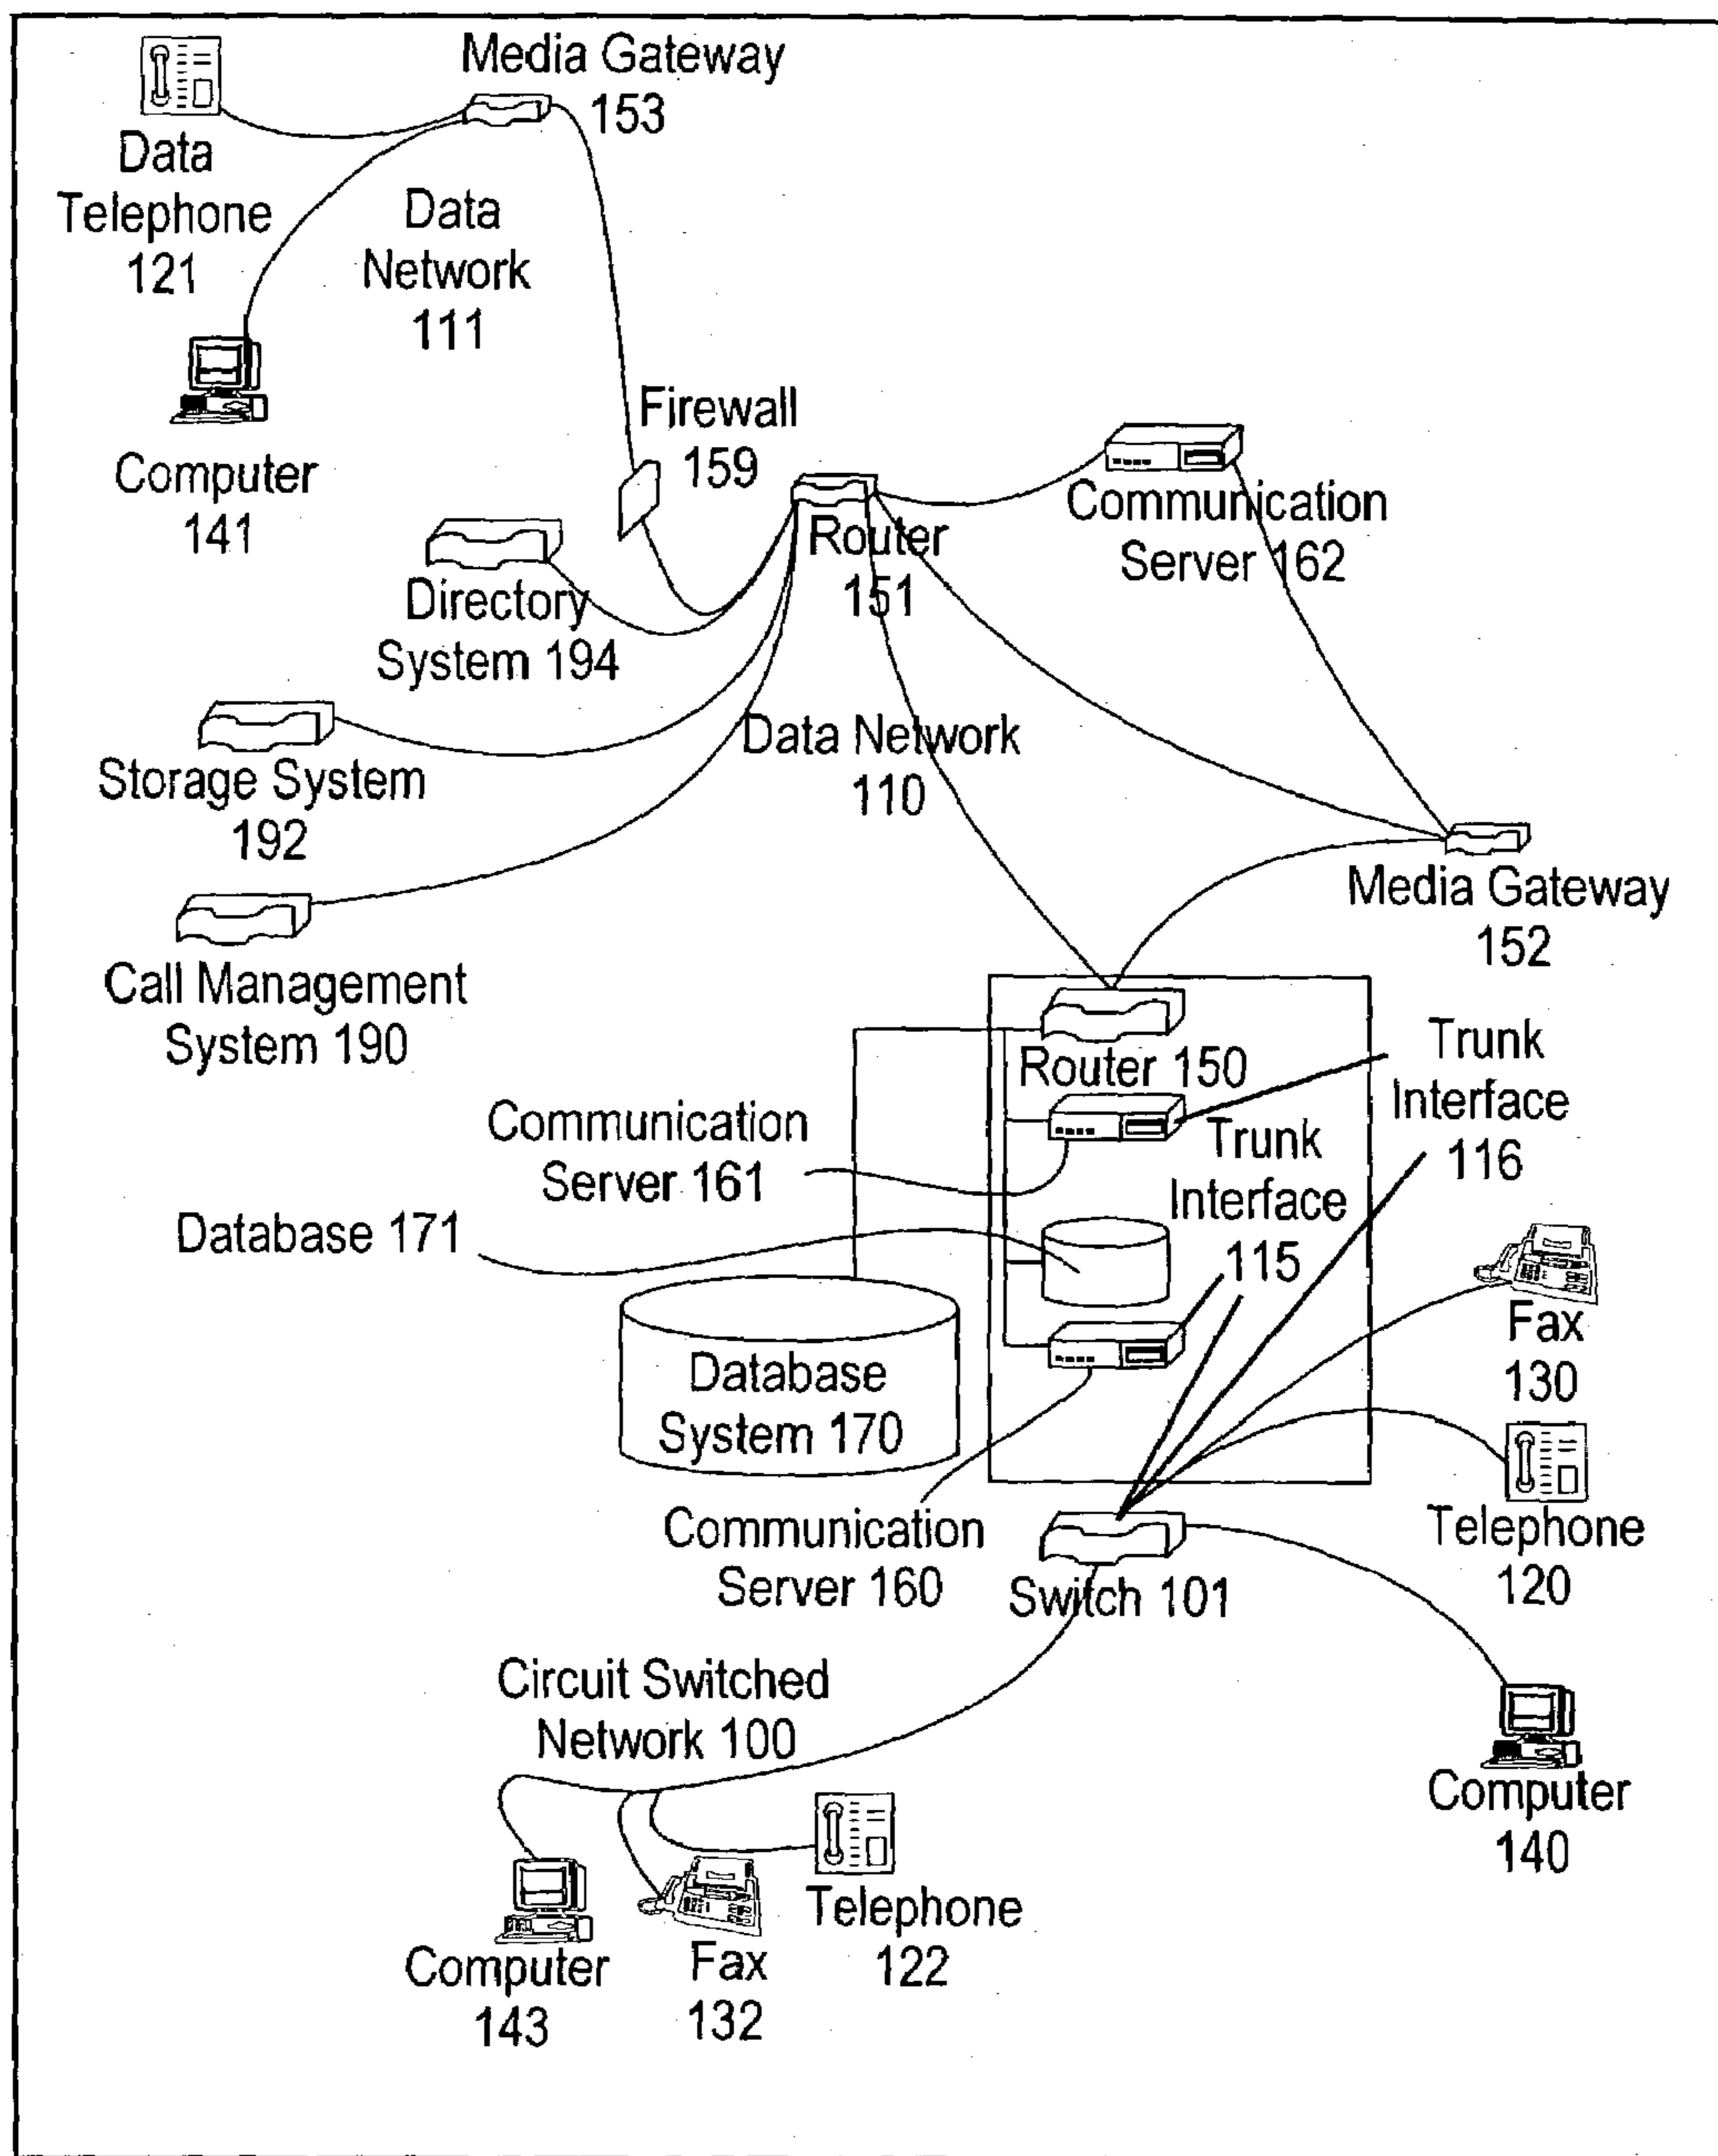 Media Gateway
153
Data
Telephone
121
Data
Network
111
Computer
141
Firewall
159
Router
151
Communication
Server 162
Directory
System 194
Storage System
192
Data Network
110
Media Gateway
152
Call Management
System 190
Router 150
Trunk
Interface
116
Communication
Server 161
Trunk
Interface
115
Database 171
Database
System 170
Fax
130
Telephone
120
Communication
Server 160
Switch 101
Circuit Switched
Network 100
Computer
140
Computer
143
Fax
132
Telephone
122